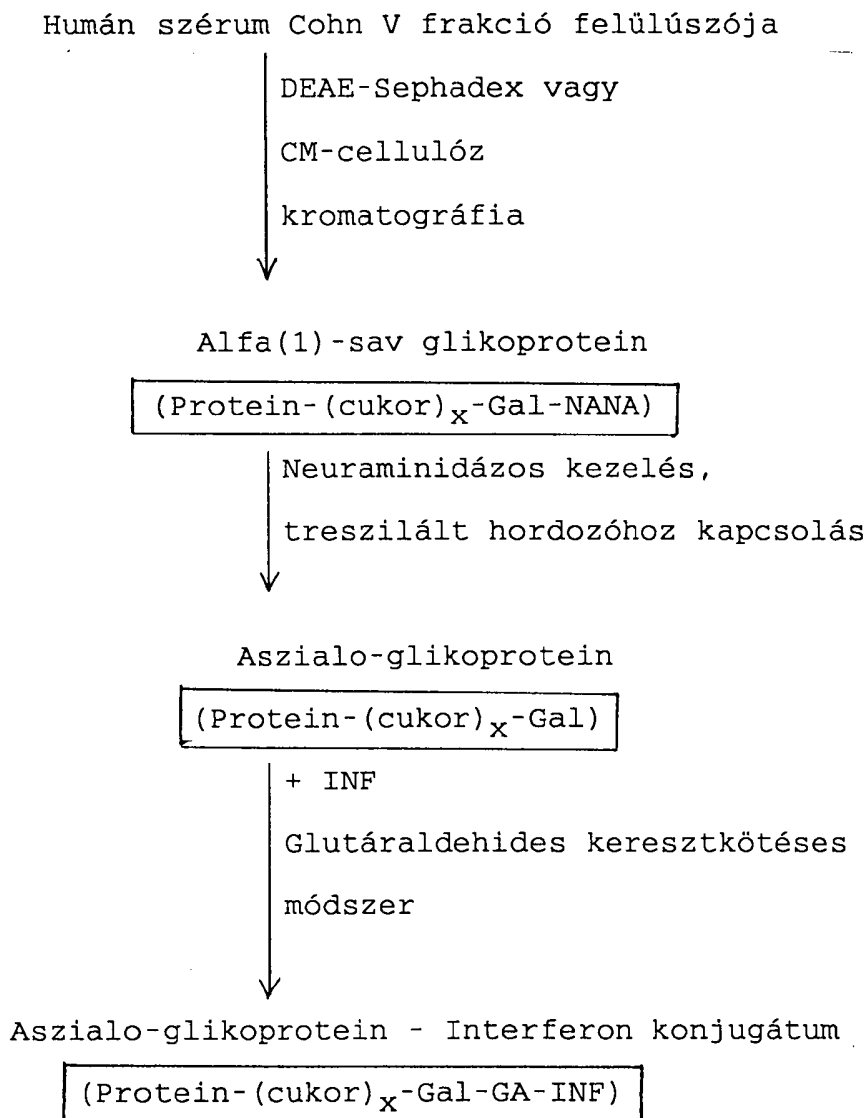 Humán szérum Cohn V frakció felülúszója
DEAE-Sephadex vagy
CM-cellulóz
kromatográfia
Alfa(1)-sav glikoprotein
(Protein-(cukor)x-Gal-NANA)
Neuraminidázos kezelés,
treszilált hordozóhoz kapcsolás
Aszialo-glikoprotein
(Protein-(cukor)x-Gal)
+ INF
Glutáraldehides keresztkötéses
módszer
Aszialo-glikoprotein - Interferon konjugátum
(Protein-(cukor)x-Gal-GA-INF)